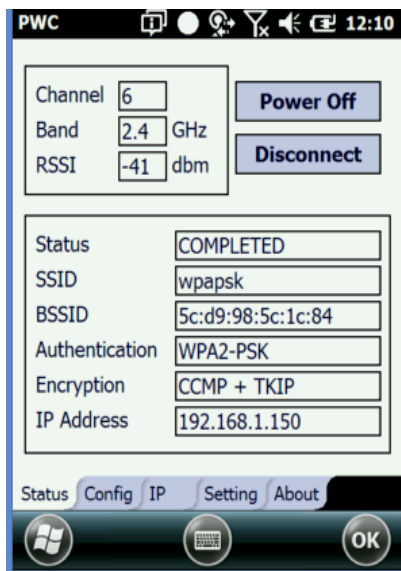 PWC 12:10
Channel 6
Band 2.4 GHz
RSSI -41 dbm
Power Off
Disconnect
Status COMPLETED
SSID wpapsk
BSSID 5c:d9:98:5c:1c:84
Authentication WPA2-PSK
Encryption CCMP + TKIP
IP Address 192.168.1.150
Status Config IP Setting About
OK